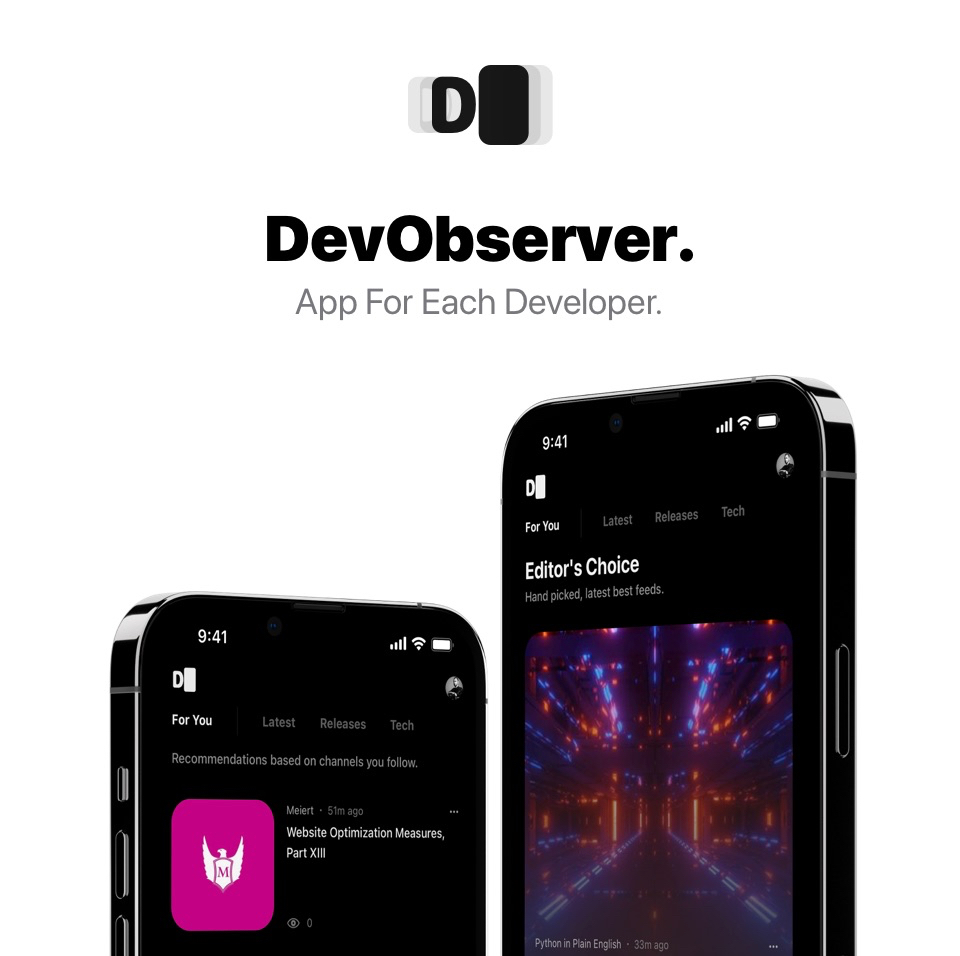 D
DevObserver.
App For Each Developer.
9:41
D
For You
Latest
Releases
Tech
Editor's Choice
Hand picked, latest best feeds.
Python in Plain English · 33m ago
9:41
D
For You
Latest
Releases
Tech
Recommendations based on channels you follow.
M
Meiert · 51m ago
Website Optimization Measures,
Part XIII
0